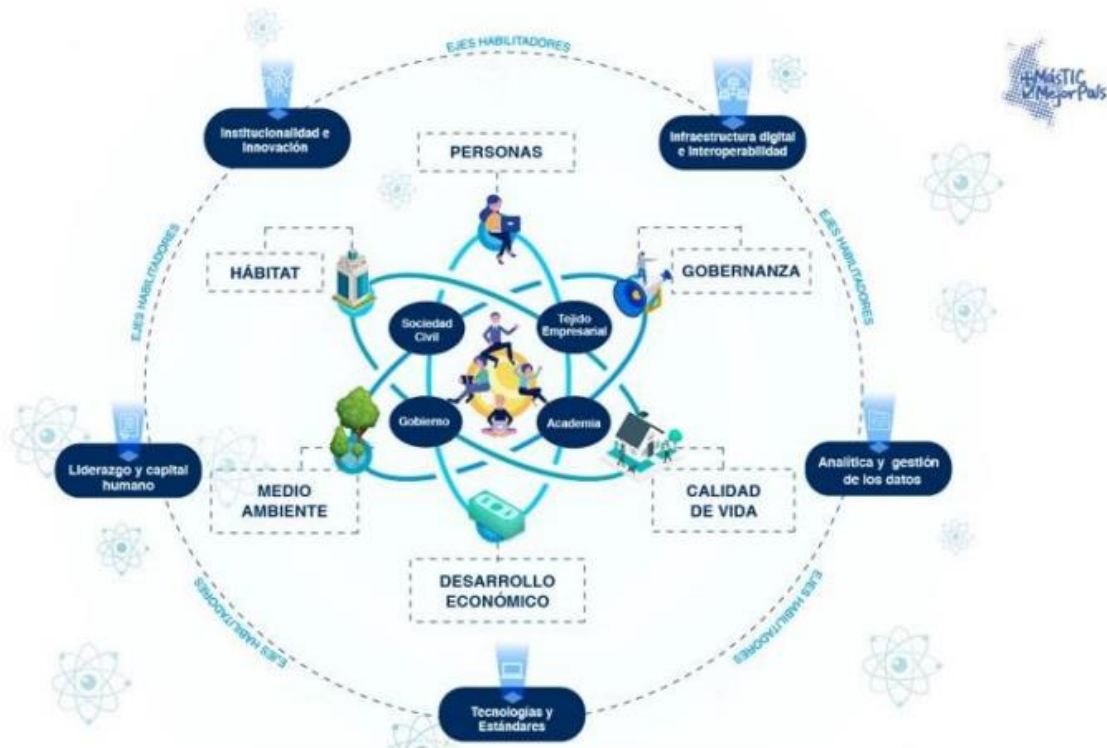 EJES HABILITADORES
+MásTIC
MejorPaís
Institucionalidad e
Innovación
Infraestructura digital
e Interoperabilidad
PERSONAS
EJES HABILITADORES
EJES HABILITADORES
HÁBITAT
GOBERNANZA
Sociedad
Civil
Tejido
Empresarial
Gobierno
Academia
Liderazgo y capital
humano
Analítica y gestión
de los datos
MEDIO
AMBIENTE
CALIDAD
DE VIDA
DESARROLLO
ECONÓMICO
EJES HABILITADORES
EJES HABILITADORES
Tecnologías y
Estándares